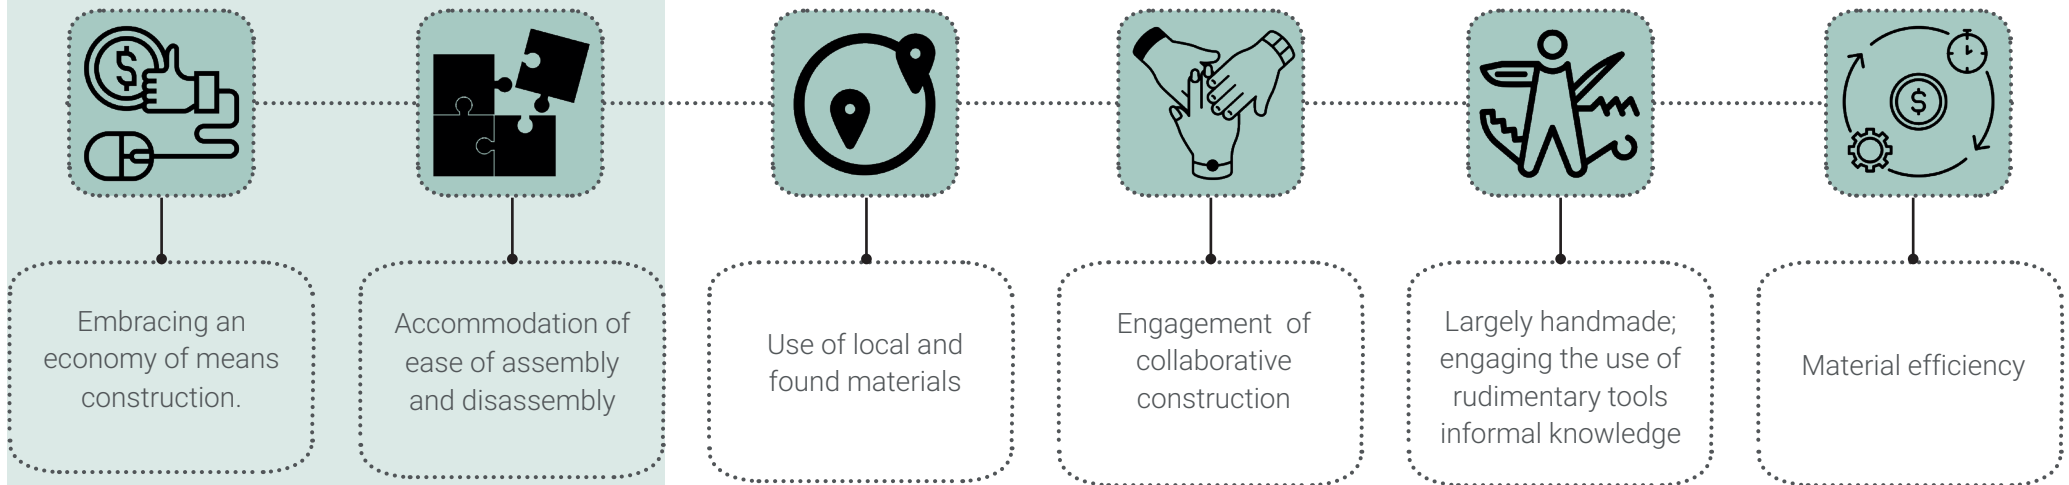 $
$
Embracing an
economy of means
construction.
Accommodation of
ease of assembly
and disassembly
Use of local and
found materials
Engagement of
collaborative
construction
Largely handmade;
engaging the use of
rudimentary tools
informal knowledge
Material efficiency